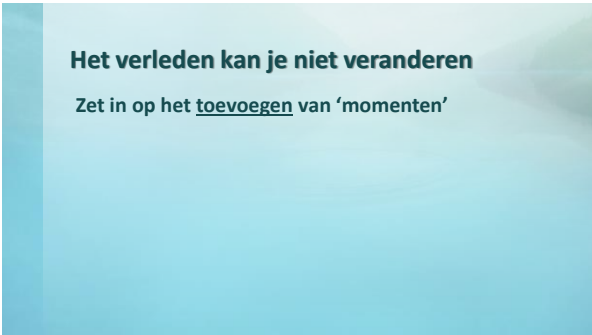 Het verleden kan je niet veranderen
Zet in op het toevoegen van ‘momenten’